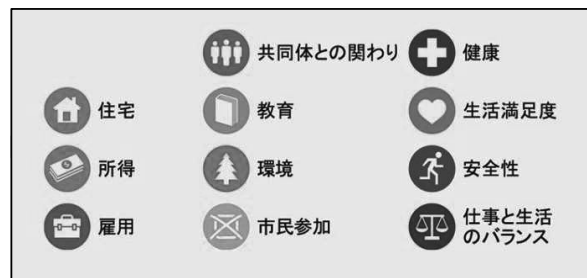 共同体との関わり
健康
住宅
教育
生活満足度
所得
環境
安全性
雇用
市民参加
仕事と生活
のバランス